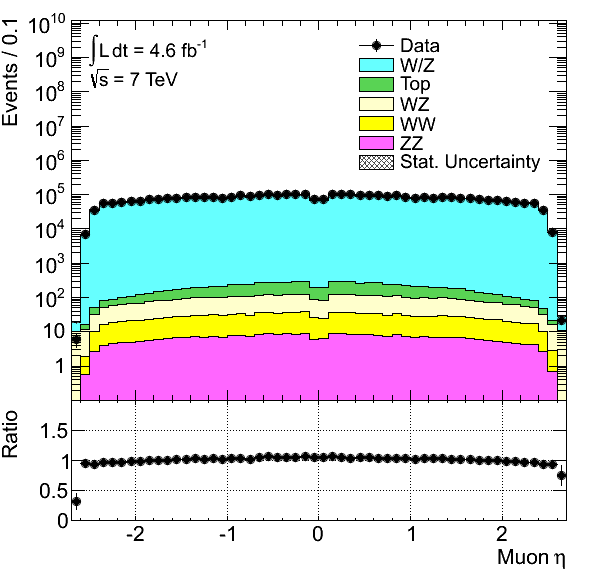 Events / 0.1
10^10
10^9
10^8
10^7
10^6
10^5
10^4
10^3
10^2
10
1
∫L dt = 4.6 fb^-1
√s = 7 TeV
Data
W/Z
Top
WZ
WW
ZZ
Stat. Uncertainty
Ratio
1.5
1
0.5
0
-2 -1 0 1 2
Muon η